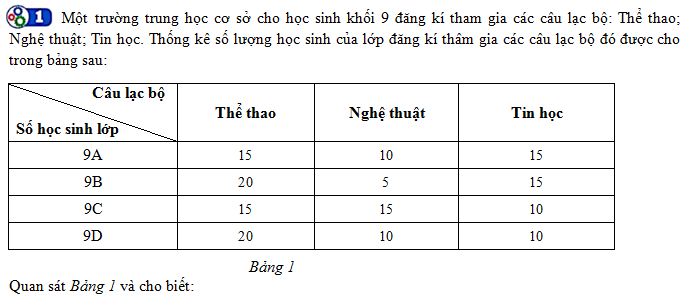 1 Một trường trung học cơ sở cho học sinh khối 9 đăng kí tham gia các câu lạc bộ: Thể thao;
Nghệ thuật; Tin học. Thống kê số lượng học sinh của lớp đăng kí thâm gia các câu lạc bộ đó được cho
trong bảng sau:
Câu lạc bộ
Số học sinh lớp
Thể thao Nghệ thuật Tin học
9A 15 10 15
9B 20 5 15
9C 15 15 10
9D 20 10 10
Bảng 1
Quan sát Bảng 1 và cho biết: